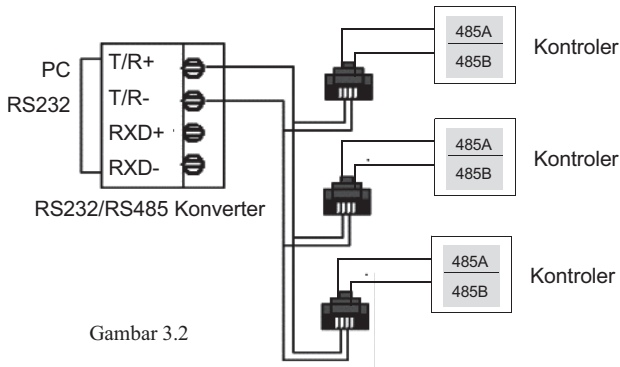 PC
RS232
T/R+
T/R-
RXD+
RXD-
RS232/RS485 Konverter
485A
485B
Kontroler
485A
485B
Kontroler
485A
485B
Kontroler
Gambar 3.2